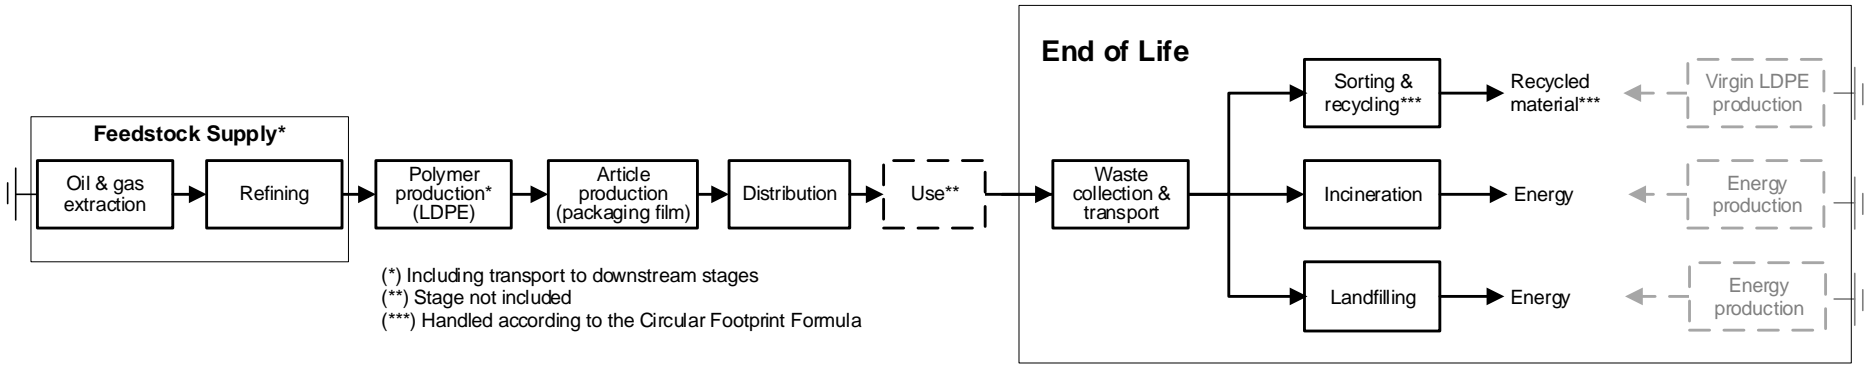 End of Life
Feedstock Supply*
Oil & gas
extraction
Refining
Polymer
production*
(LDPE)
Article
production
(packaging film)
Distribution
Use**
Waste
collection &
transport
Sorting &
recycling***
Recycled
material***
Virgin LDPE
production
Incineration
Energy
Energy
production
Landfilling
Energy
Energy
production
(*) Including transport to downstream stages
(**) Stage not included
(***) Handled according to the Circular Footprint Formula